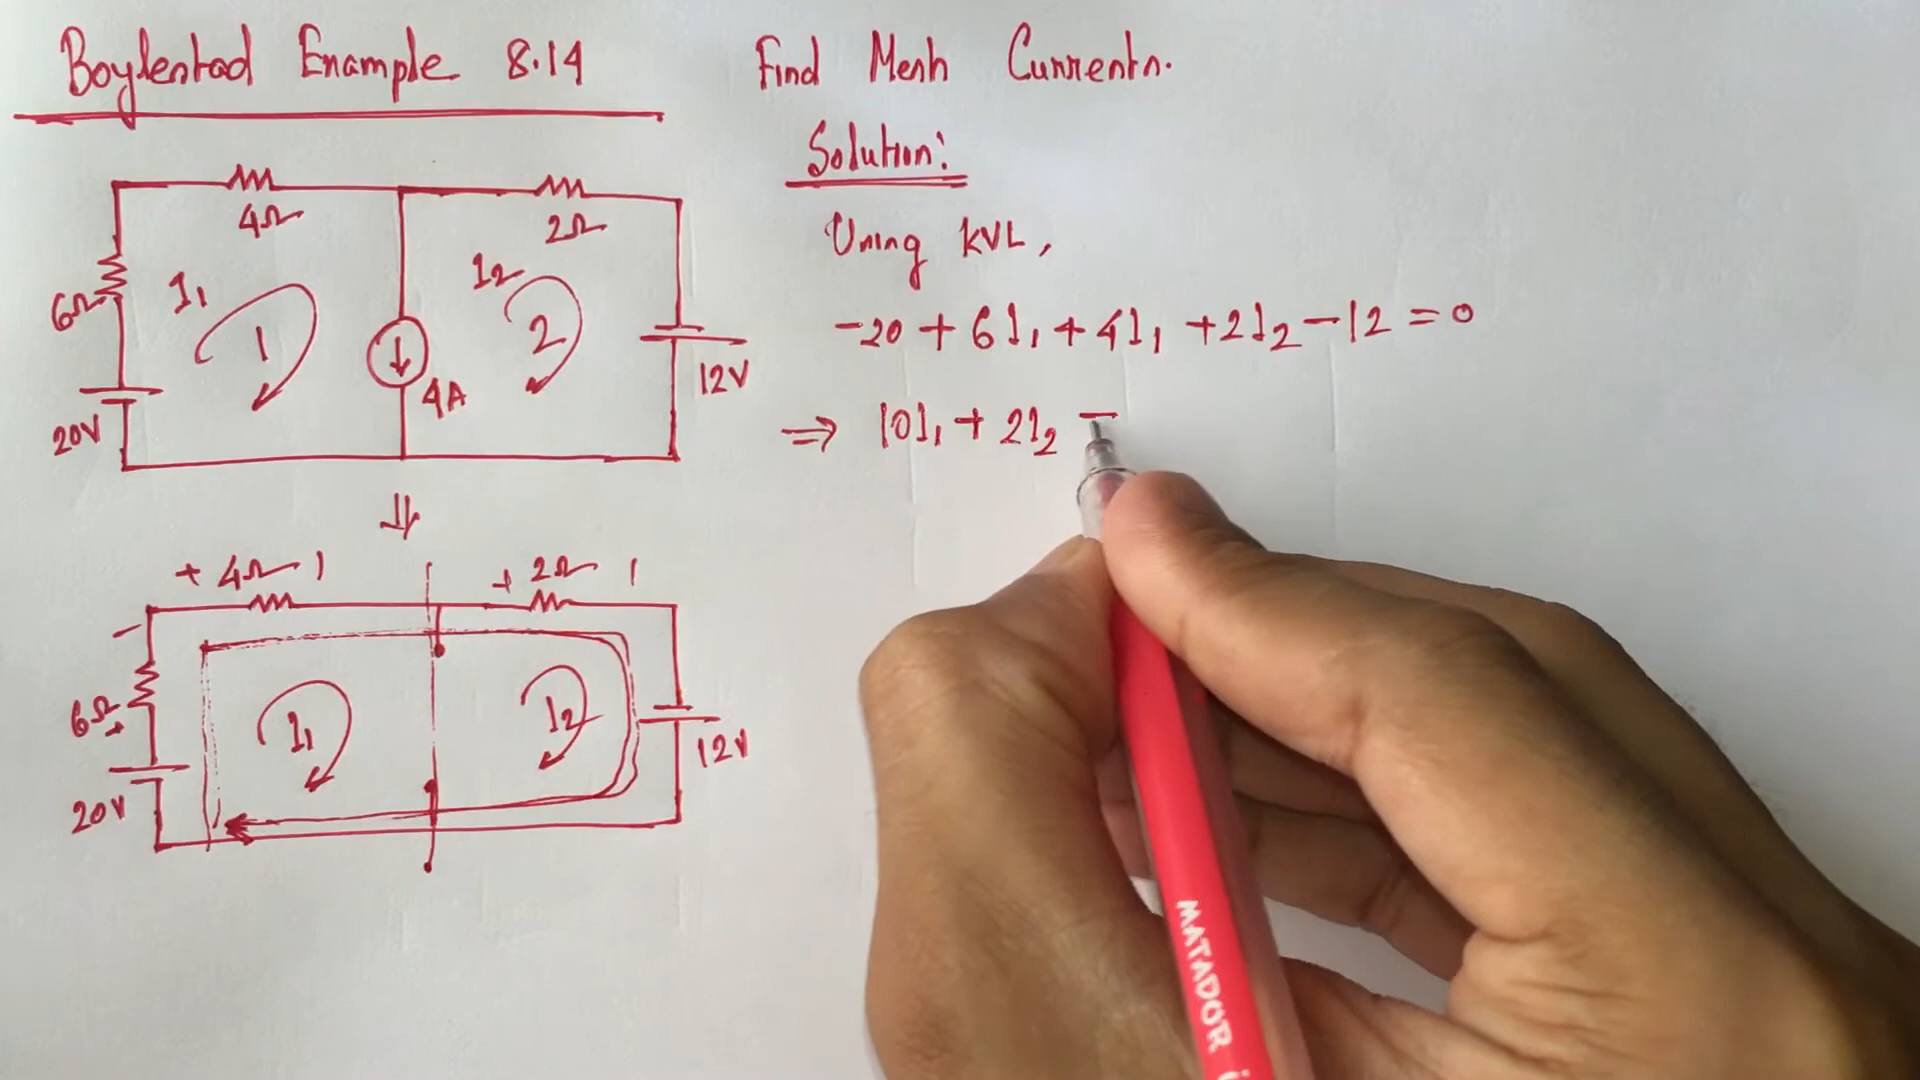 Boylestad Example 8.14
Find Mesh Currents.
Solution:
Using KVL,
-20 + 6I₁ + 4I₁ + 2I₂ - 12 = 0
⇒ 10I₁ + 2I₂ =
4Ω
2Ω
6Ω
I₁
1
I₂
2
4A
12V
20V
⇓
+ 4Ω -
+ 2Ω -
-
6Ω
+
I₁
I₂
12V
20V
MATADOR i